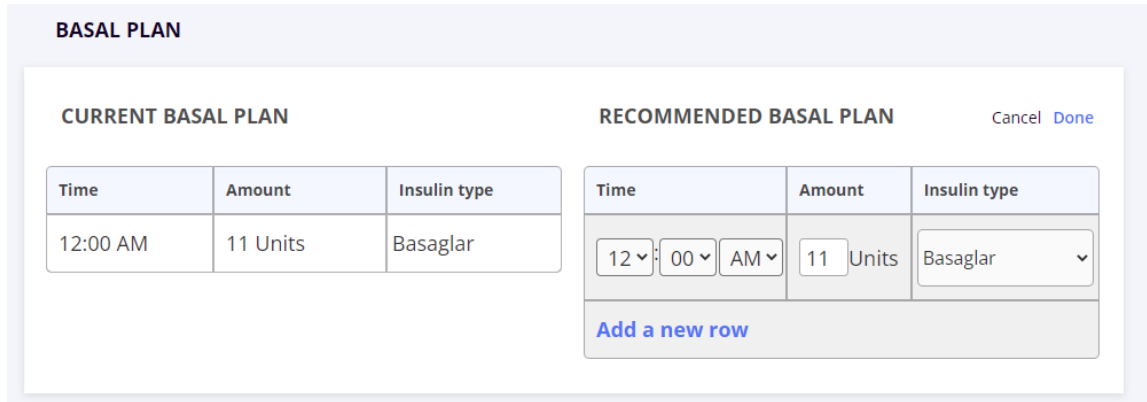 BASAL PLAN
CURRENT BASAL PLAN
Time Amount Insulin type
12:00 AM 11 Units Basaglar
RECOMMENDED BASAL PLAN Cancel Done
Time Amount Insulin type
12 : 00 AM 11 Units Basaglar
Add a new row